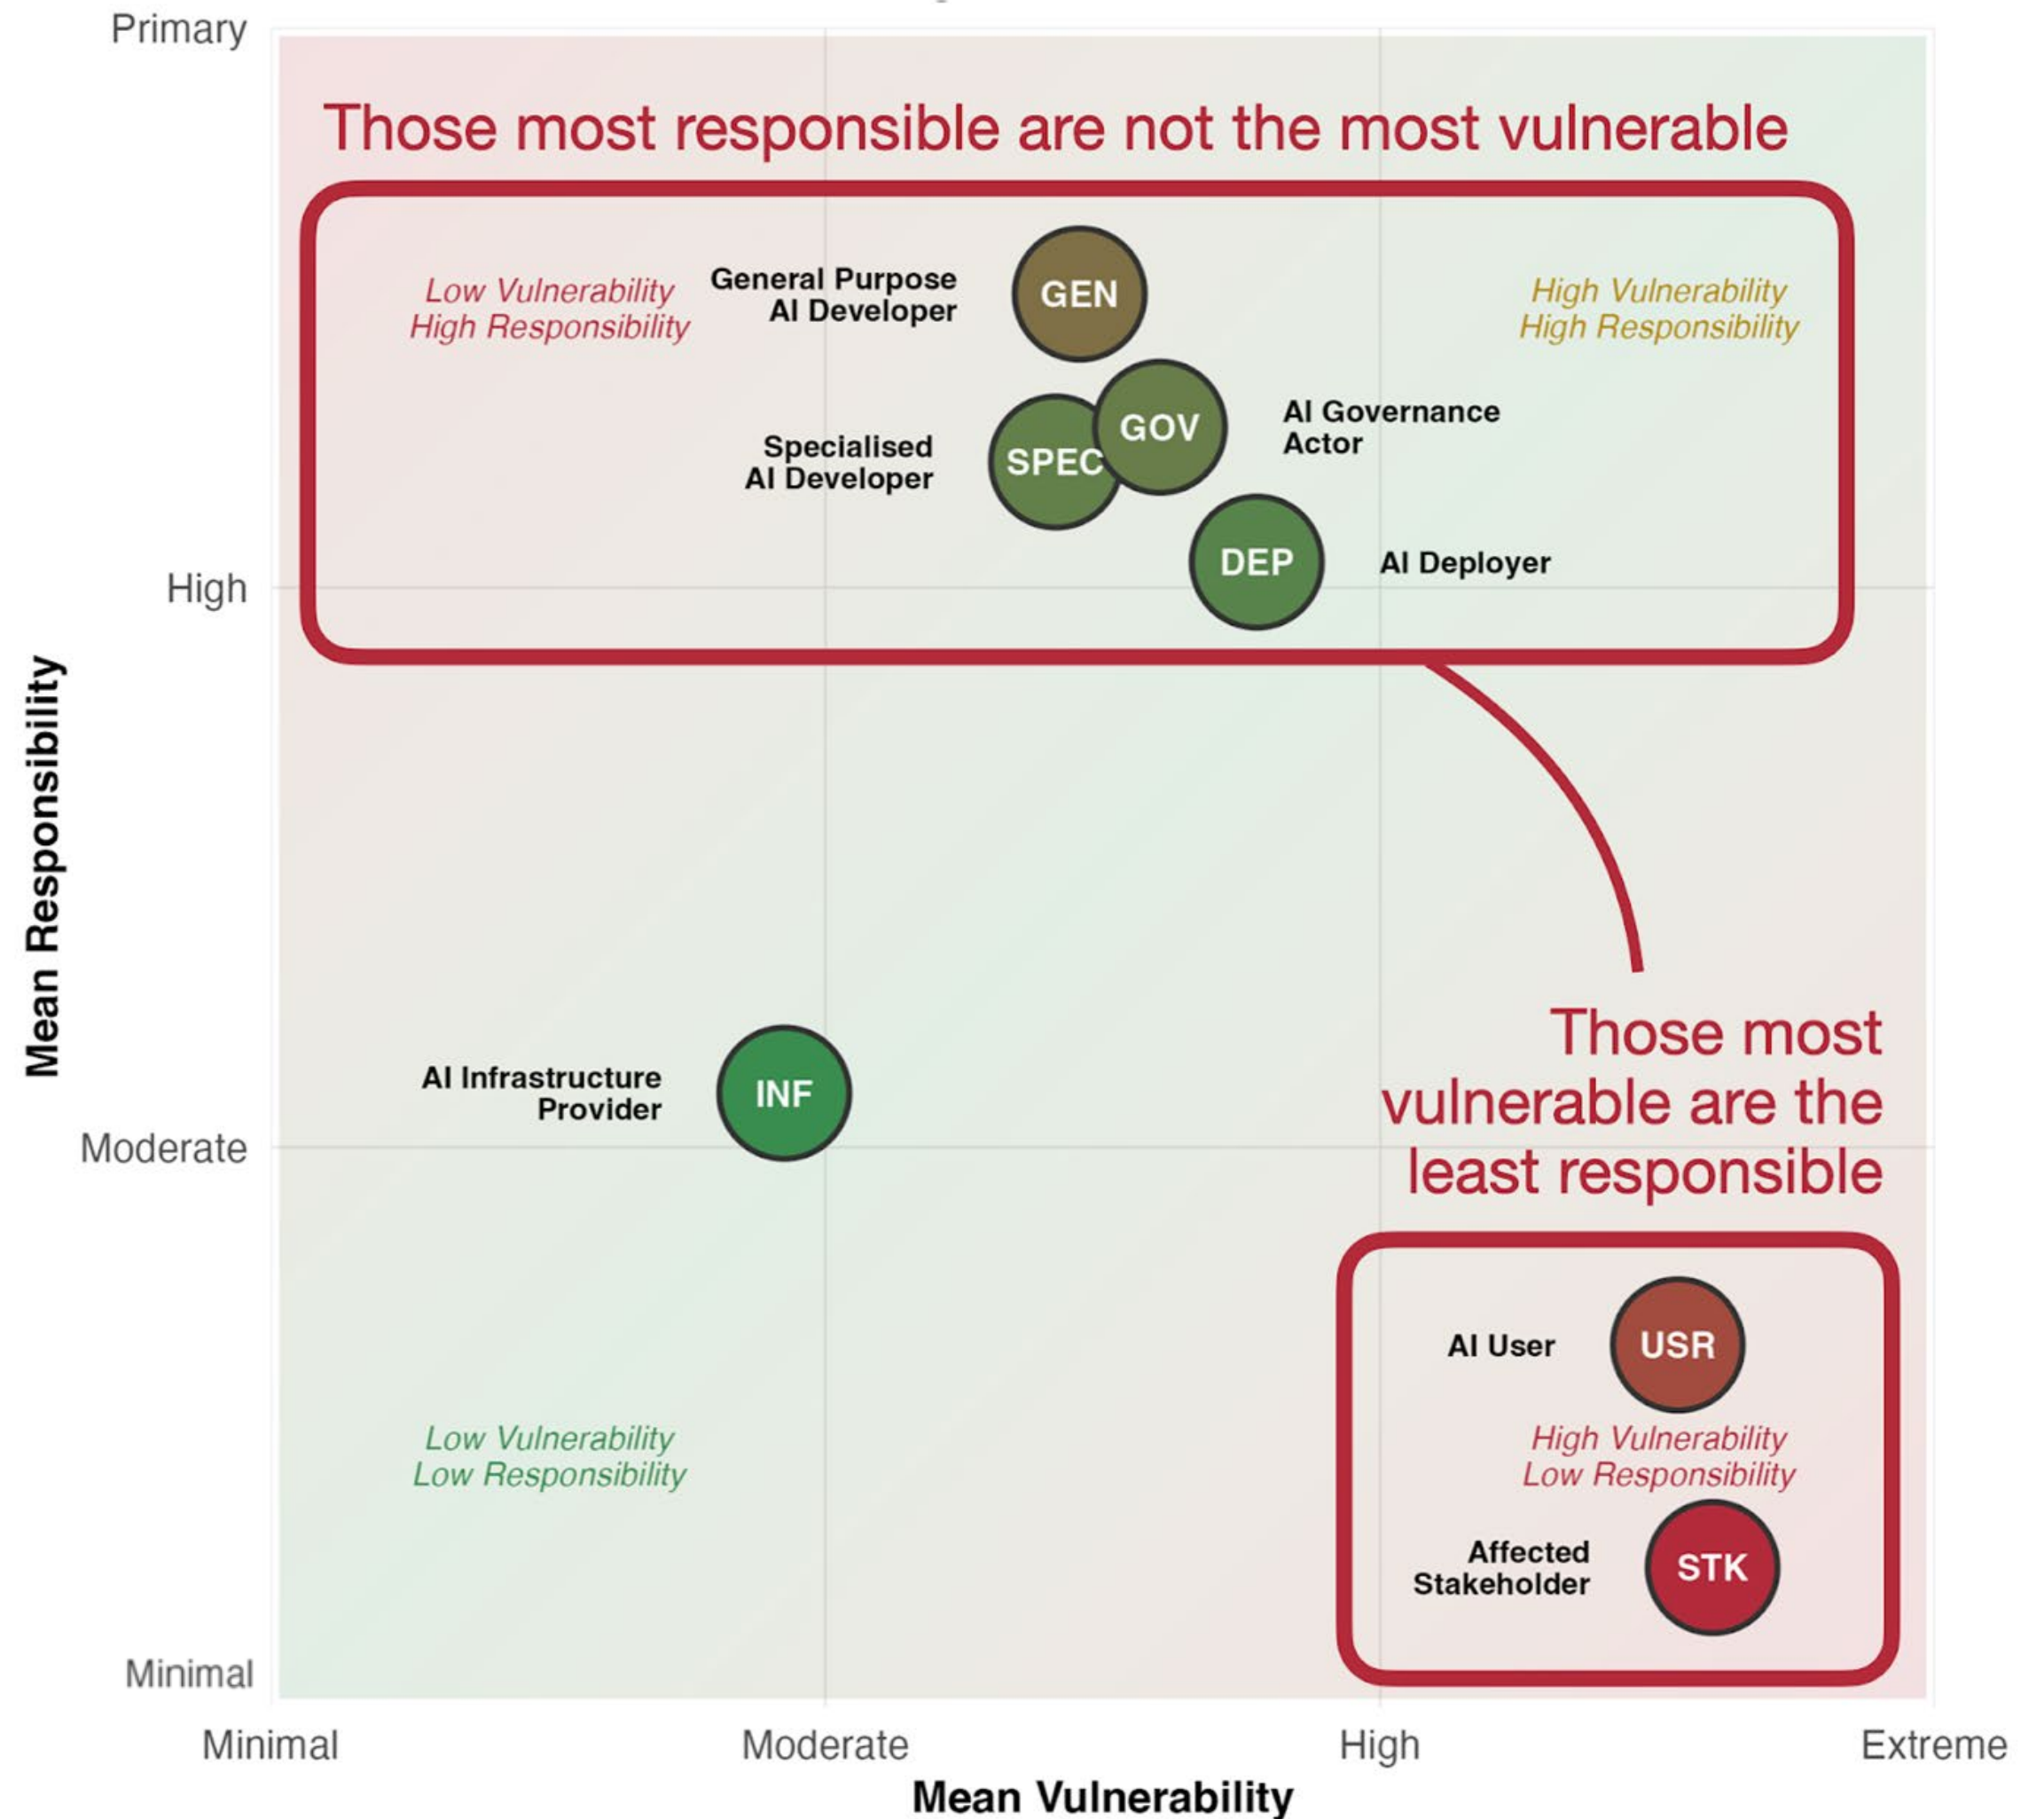 Primary
Those most responsible are not the most vulnerable
Low Vulnerability
High Responsibility
General Purpose
AI Developer
GEN
High Vulnerability
High Responsibility
Specialised
AI Developer
SPEC
GOV
AI Governance
Actor
DEP
AI Deployer
High
Mean Responsibility
AI Infrastructure
Provider
INF
Those most
vulnerable are the
least responsible
Moderate
AI User
USR
Low Vulnerability
Low Responsibility
High Vulnerability
Low Responsibility
Affected
Stakeholder
STK
Minimal
Minimal
Moderate
High
Extreme
Mean Vulnerability